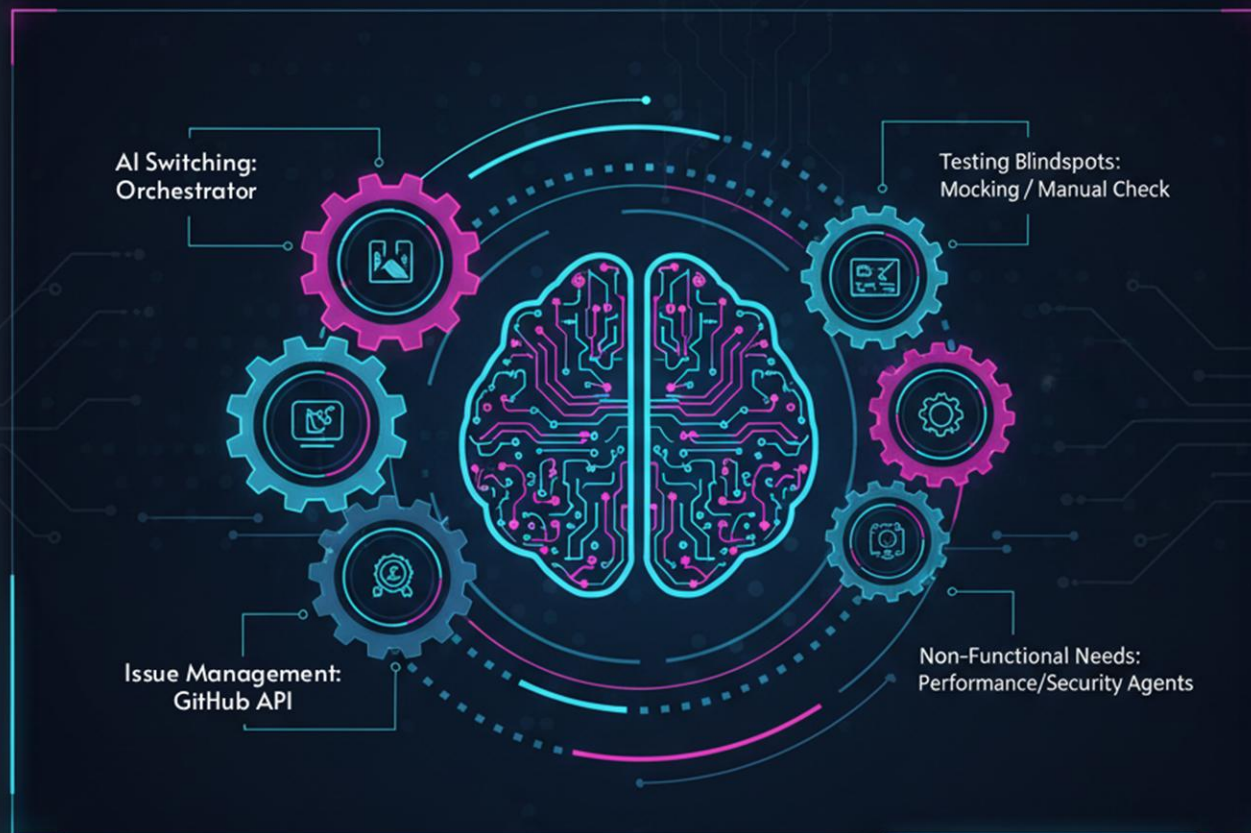 AI Switching:
Orchestrator
Testing Blindspots:
Mocking / Manual Check
Issue Management:
GitHub API
Non-Functional Needs:
Performance/Security Agents